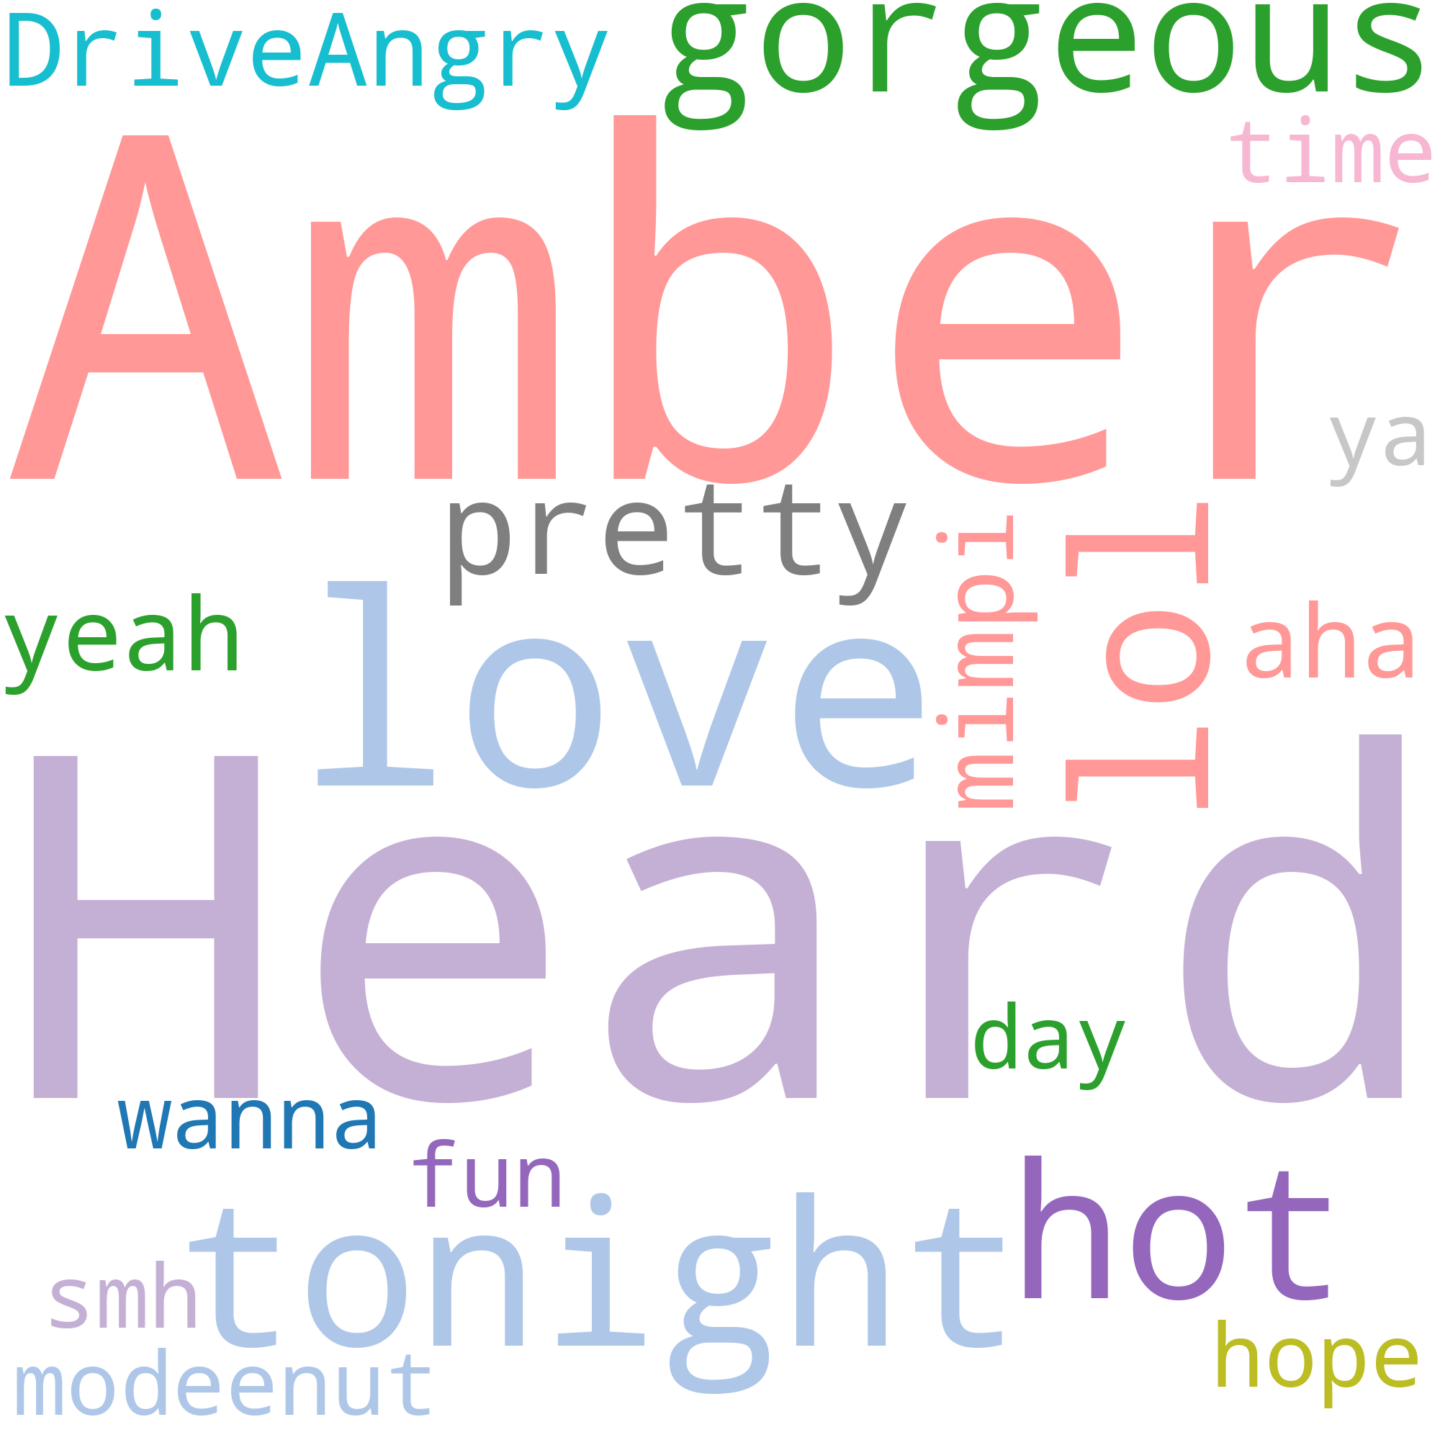 DriveAngry
gorgeous
time
Amber
ya
pretty
mimpi
lol
yeah
love
aha
Heard
day
wanna
fun
hot
tonight
smh
hope
modeenut